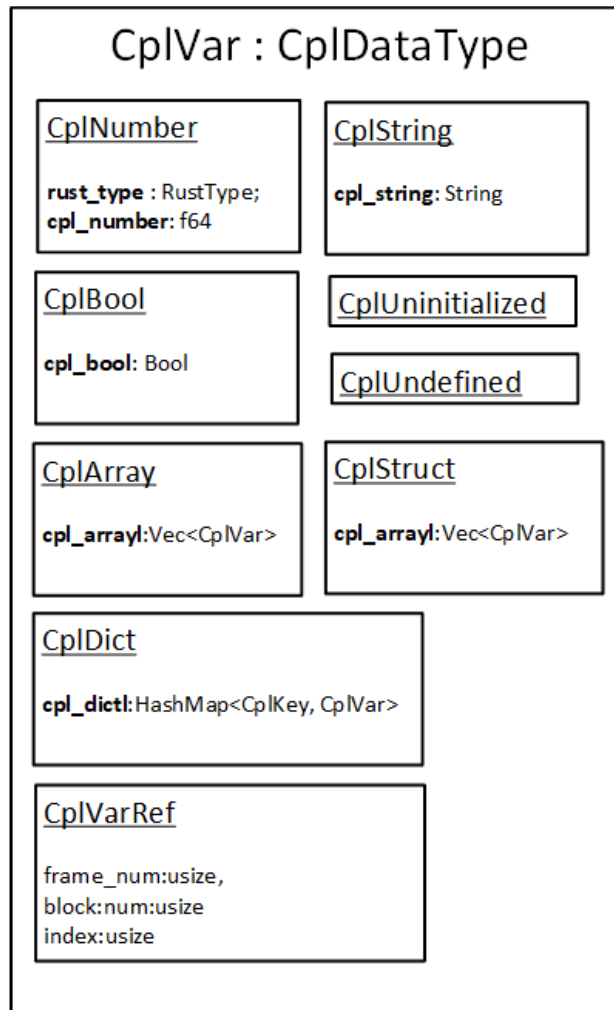 CplVar : CplDataType
CplNumber
rust_type : RustType;
cpl_number: f64
CplString
cpl_string: String
CplBool
cpl_bool: Bool
CplUninitialized
CplUndefined
CplArray
cpl_arrayl:Vec<CplVar>
CplStruct
cpl_arrayl:Vec<CplVar>
CplDict
cpl_dictl:HashMap<CplKey, CplVar>
CplVarRef
frame_num:usize,
block:num:usize
index:usize